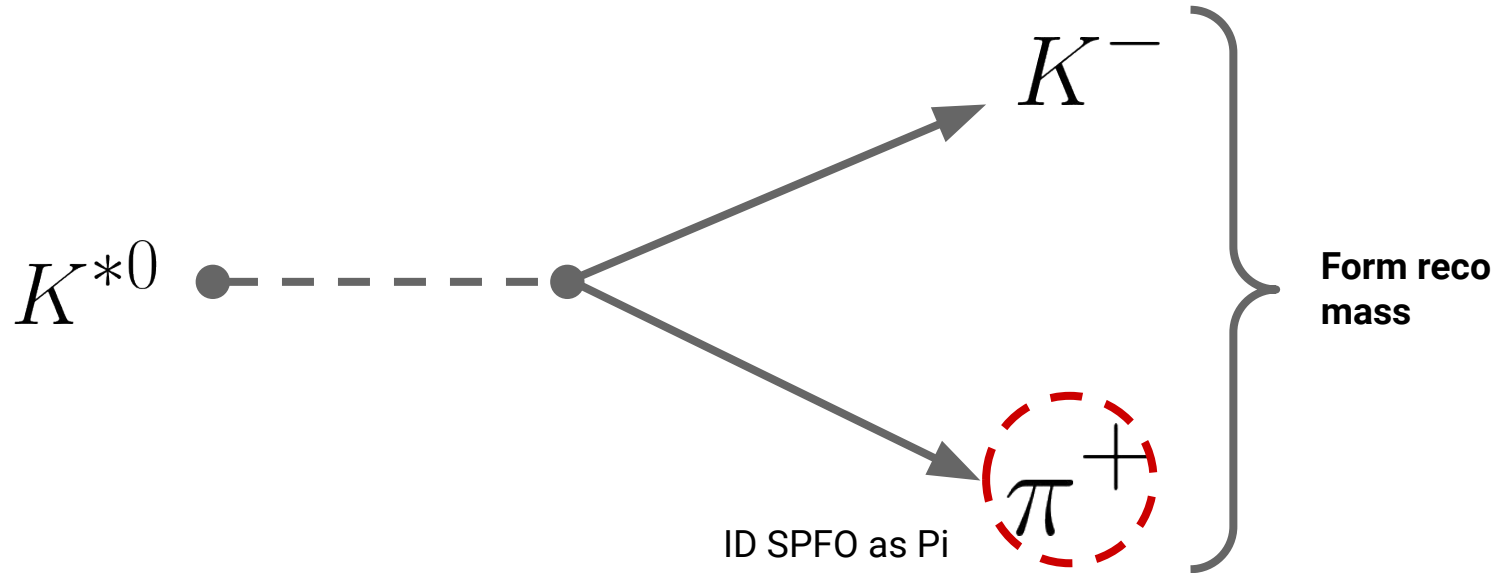 K⁻
K*⁰
Form reco
mass
π⁺
ID SPFO as Pi